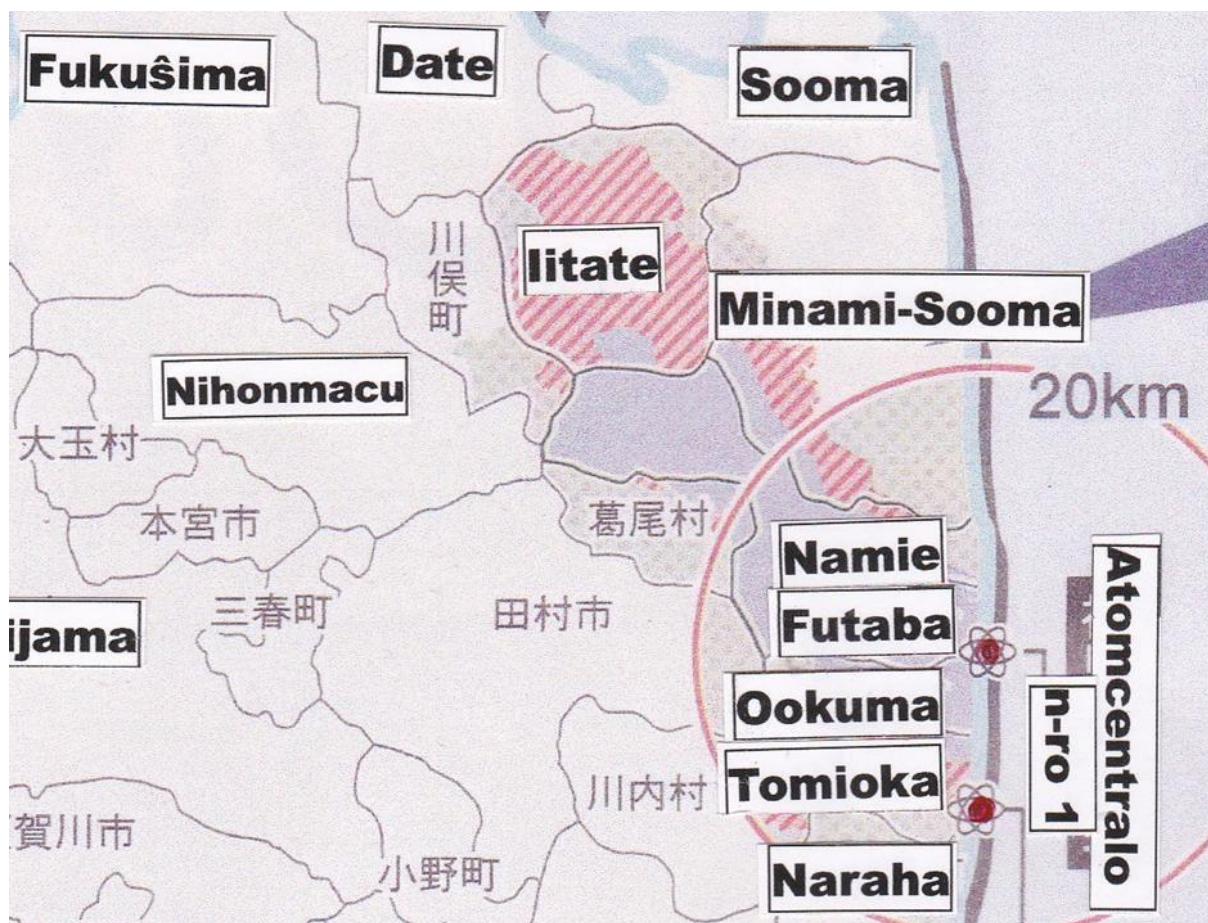 Fukuŝima
Date
Sooma
川俣町
Iitate
Minami-Sooma
Nihonmacu
20km
大玉村
本宮市
葛尾村
Namie
Futaba
三春町
田村市
ijama
Ookuma
Tomioka
川内村
Atomcentralo
n-ro 1
賀川市
小野町
Naraha